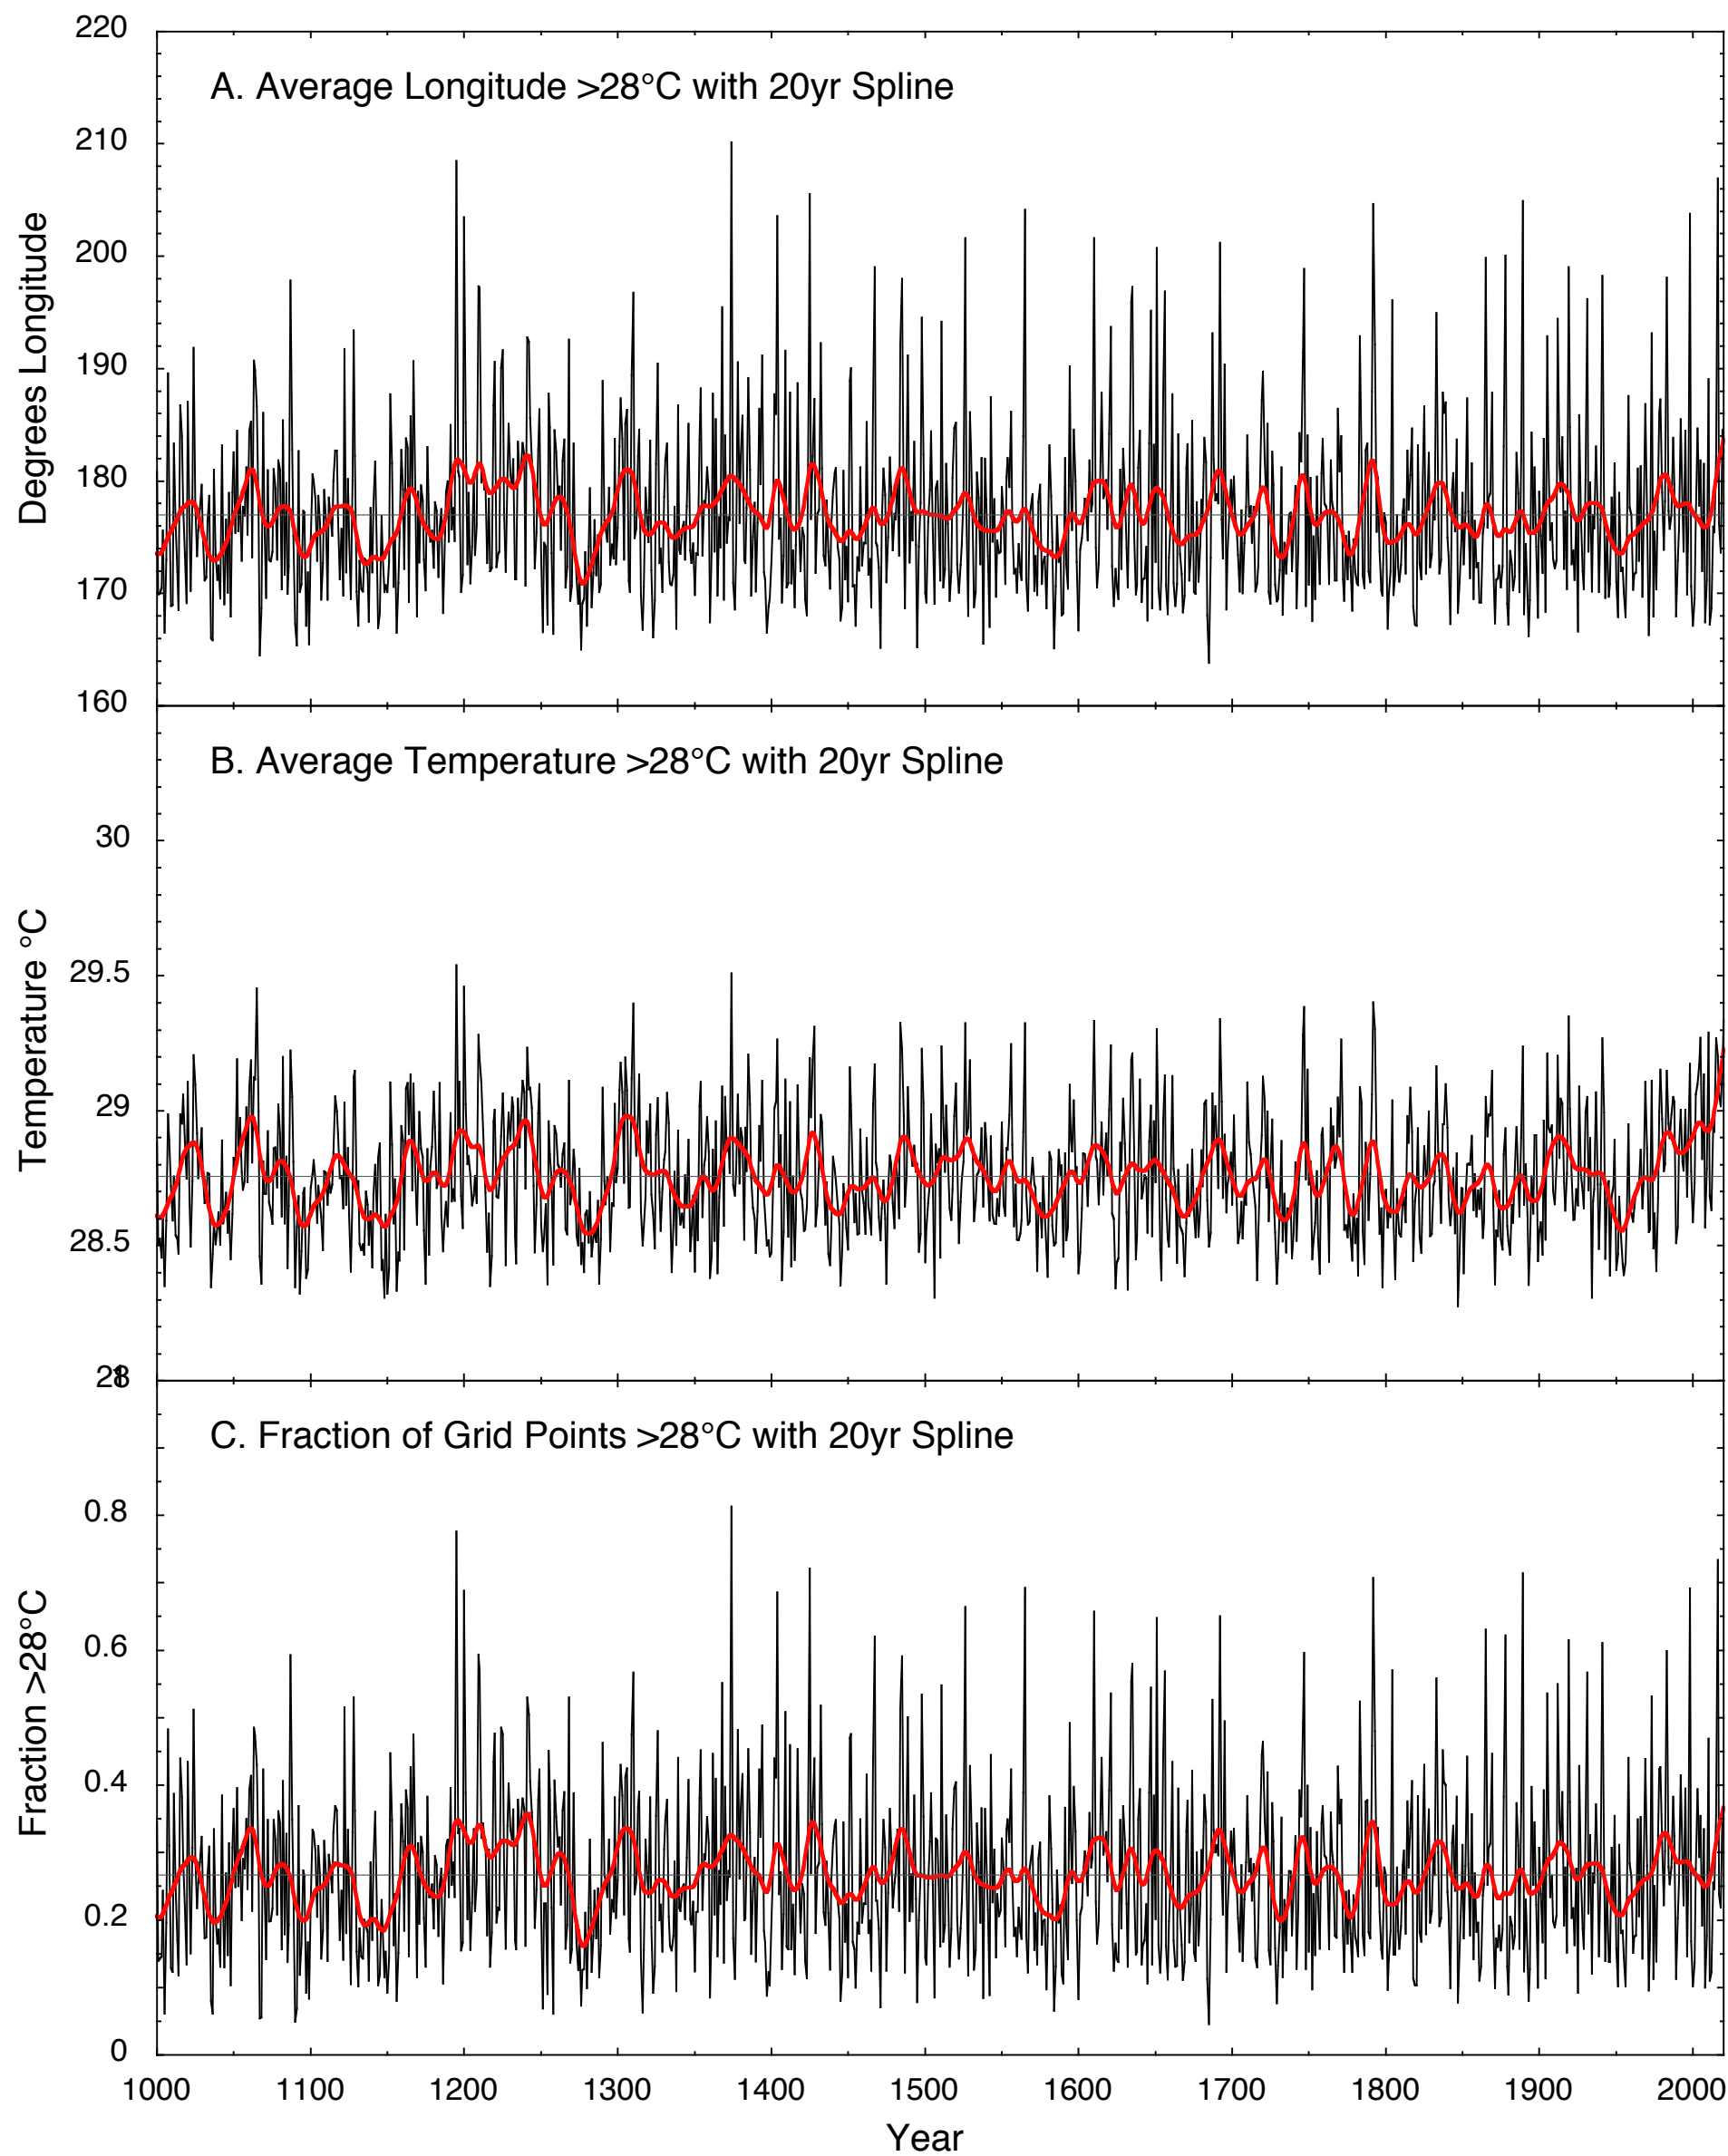 220
A. Average Longitude >28°C with 20yr Spline
210
200
190
180
170
160
Degrees Longitude
B. Average Temperature >28°C with 20yr Spline
30
29.5
29
28.5
28
Temperature °C
1
C. Fraction of Grid Points >28°C with 20yr Spline
0.8
0.6
0.4
0.2
0
Fraction >28°C
1000 1100 1200 1300 1400 1500 1600 1700 1800 1900 2000
Year